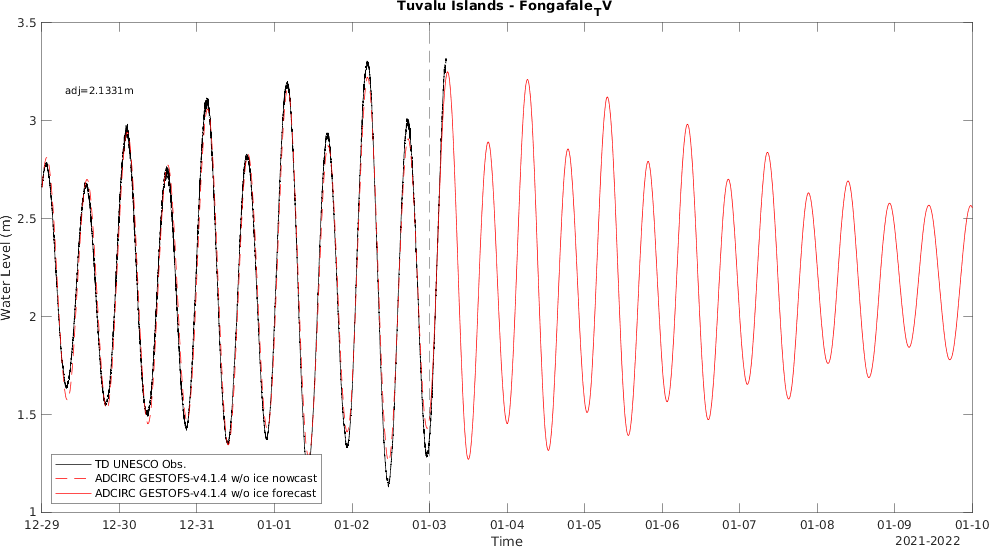 Tuvalu Islands - Fongafale_TV
adj=2.1331m
3.5
3
2.5
2
1.5
1
Water Level (m)
TD UNESCO Obs.
ADCIRC GESTOFS-v4.1.4 w/o ice nowcast
ADCIRC GESTOFS-v4.1.4 w/o ice forecast
12-29 12-30 12-31 01-01 01-02 01-03 01-04 01-05 01-06 01-07 01-08 01-09 01-10
Time
2021-2022